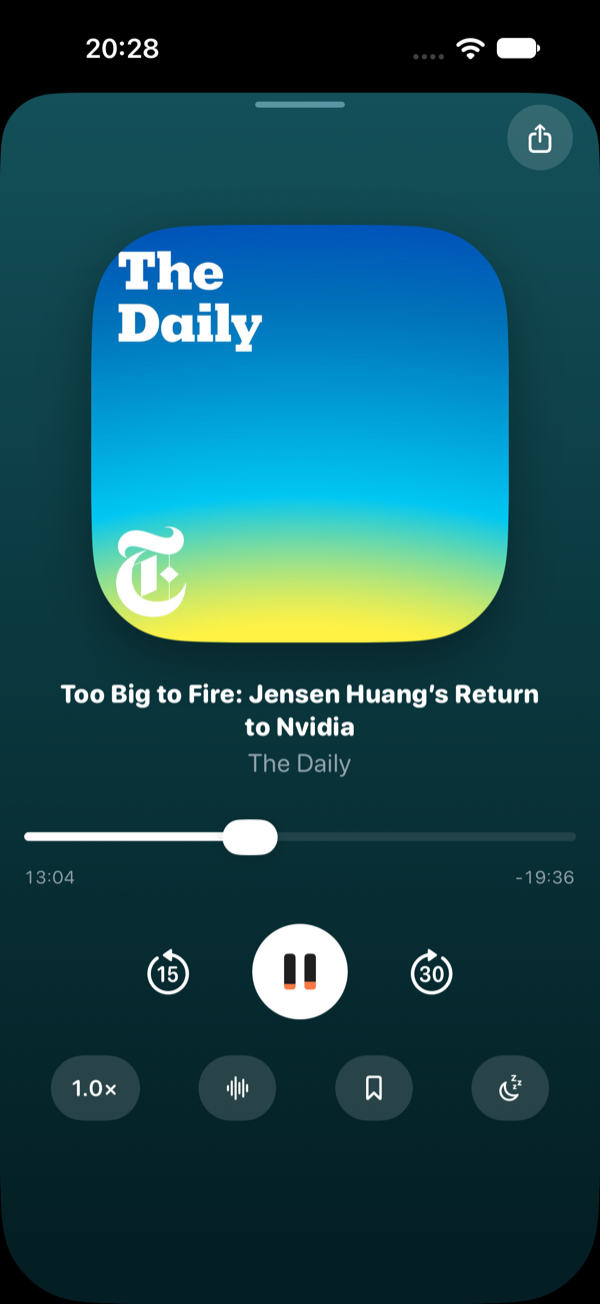 20:28
The
Daily
T
Too Big to Fire: Jensen Huang’s Return
to Nvidia
The Daily
13:04
-19:36
15
30
1.0×
zzz